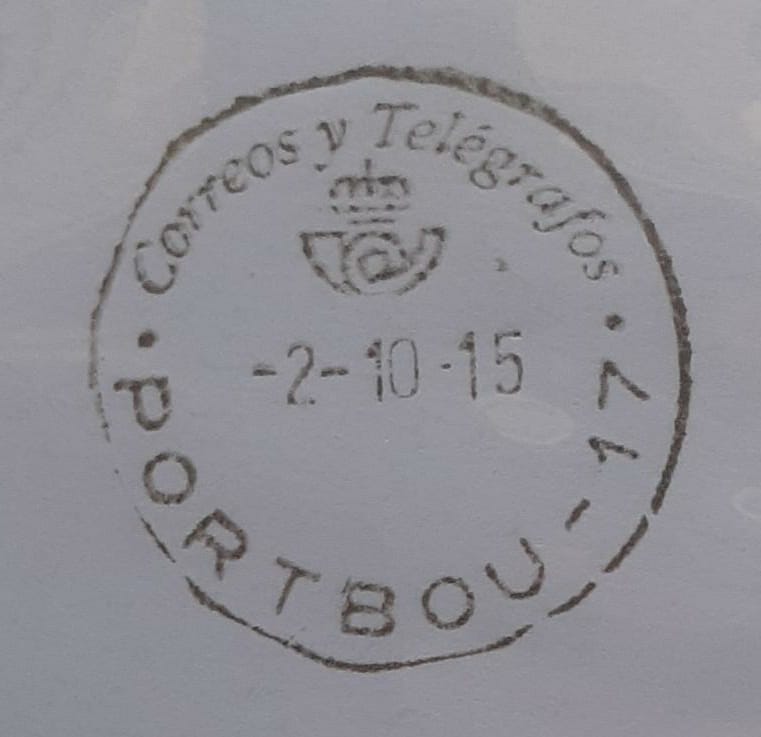 Correos y Telégrafos
-2-10-15
• PORTBOU-17 •